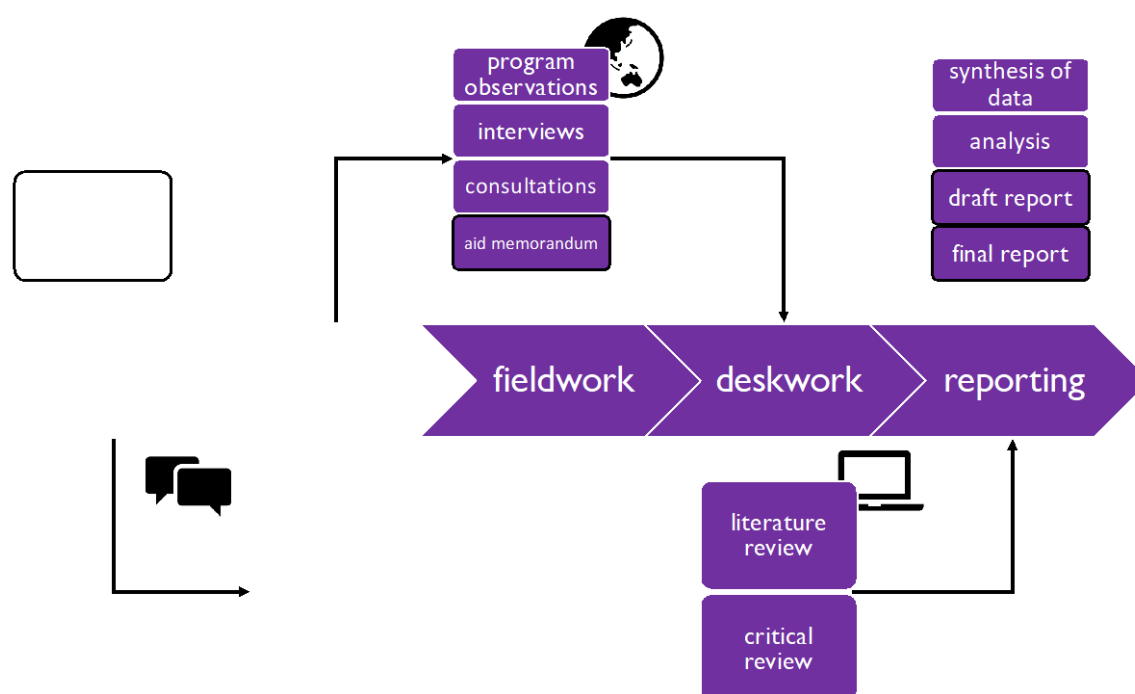 program
observations
interviews
consultations
aid memorandum
synthesis of
data
analysis
draft report
final report
fieldwork
deskwork
reporting
literature
review
critical
review